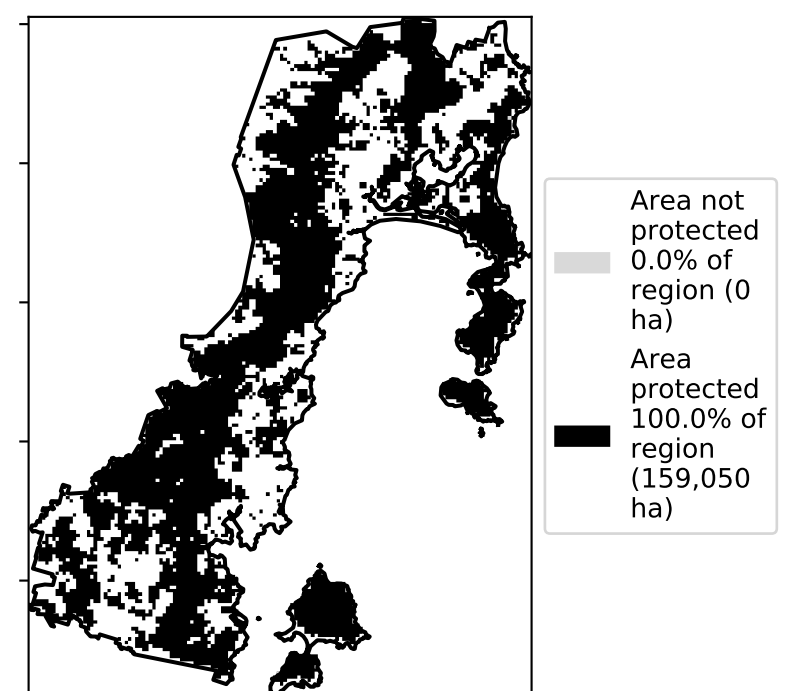 Area not
protected
0.0% of
region (0
ha)
Area
protected
100.0% of
region
(159,050
ha)